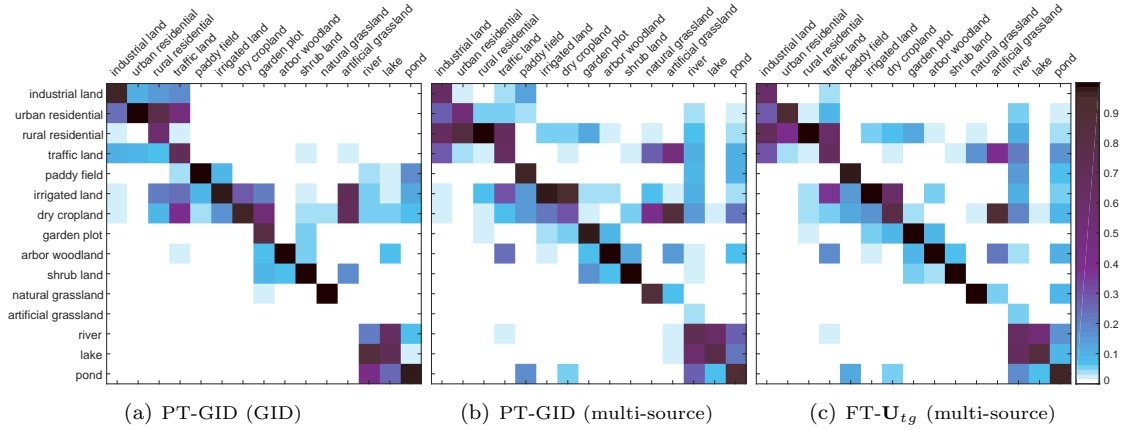 industrial land urban residential rural residential traffic land paddy field irrigated land dry cropland garden plot arbor woodland shrub land natural grassland artificial grassland river lake pond
industrial land urban residential rural residential traffic land paddy field irrigated land dry cropland garden plot arbor woodland shrub land natural grassland artificial grassland river lake pond
industrial land urban residential rural residential traffic land paddy field irrigated land dry cropland garden plot arbor woodland shrub land natural grassland artificial grassland river lake pond
industrial land
urban residential
rural residential
traffic land
paddy field
irrigated land
dry cropland
garden plot
arbor woodland
shrub land
natural grassland
artificial grassland
river
lake
pond
0.9
0.8
0.7
0.6
0.5
0.4
0.3
0.2
0.1
0
(a) PT-GID (GID)
(b) PT-GID (multi-source)
(c) FT-U_tg (multi-source)